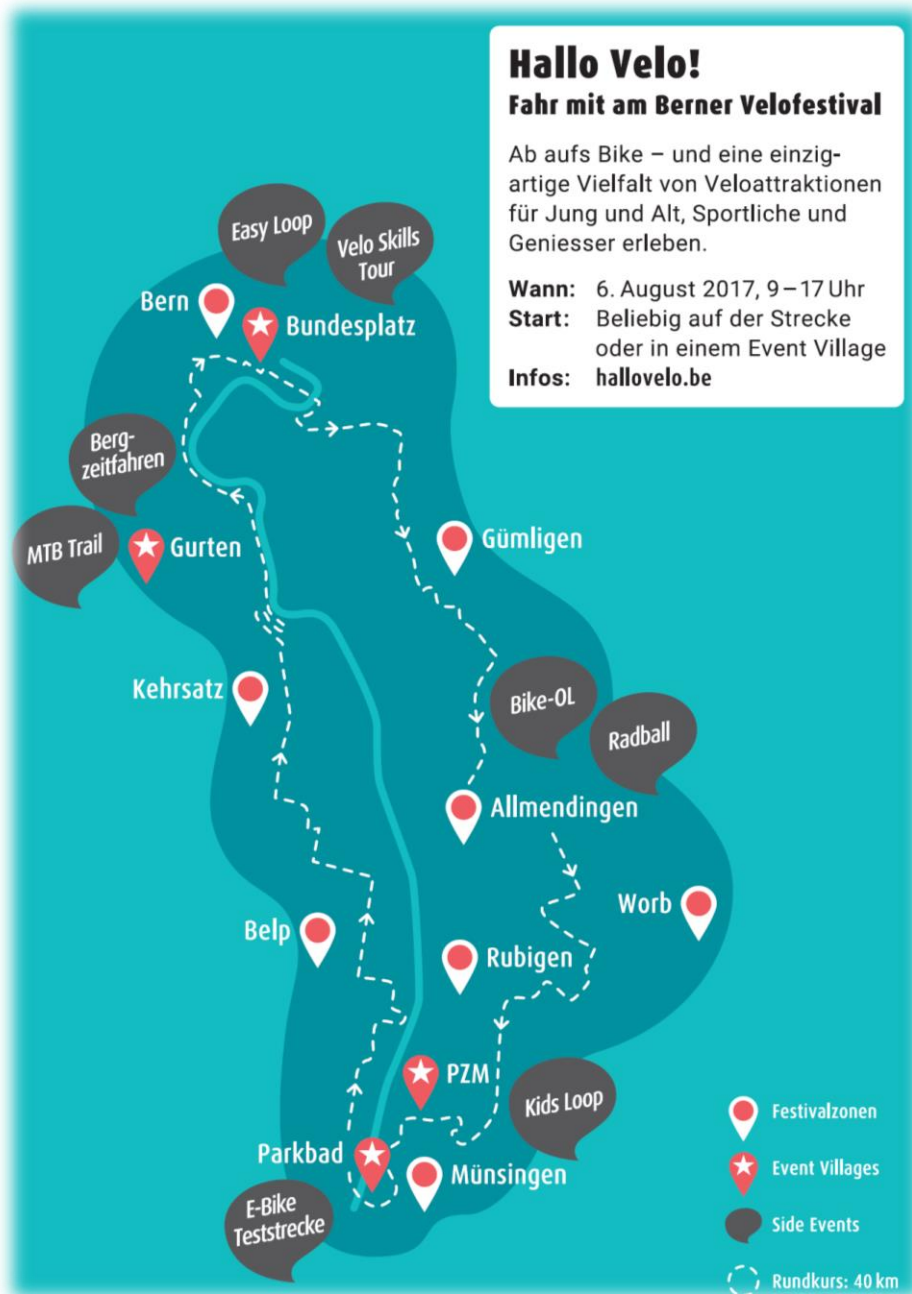 Hallo Velo!
Fahr mit am Berner Velofestival
Ab aufs Bike – und eine einzig-
artige Vielfalt von Veloattraktionen
für Jung und Alt, Sportliche und
Geniesser erleben.
Wann: 6. August 2017, 9–17 Uhr
Start: Beliebig auf der Strecke
oder in einem Event Village
Infos: hallovelo.be
Easy Loop
Velo Skills
Tour
Bern
Bundesplatz
Berg-
zeitfahren
MTB Trail
Gurten
Gümligen
Kehrsatz
Bike-OL
Radball
Allmendingen
Worb
Belp
Rubigen
PZM
Kids Loop
Parkbad
Münsingen
E-Bike
Teststrecke
Festivalzonen
Event Villages
Side Events
Rundkurs: 40 km